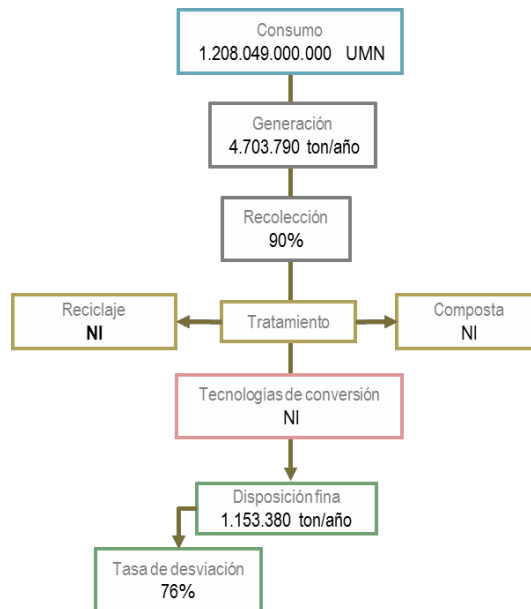 Consumo
1.208.049.000.000 UMN
Generación
4.703.790 ton/año
Recolección
90%
Reciclaje
NI
Tratamiento
Composta
NI
Tecnologías de conversión
NI
Disposición fina
1.153.380 ton/año
Tasa de desviación
76%